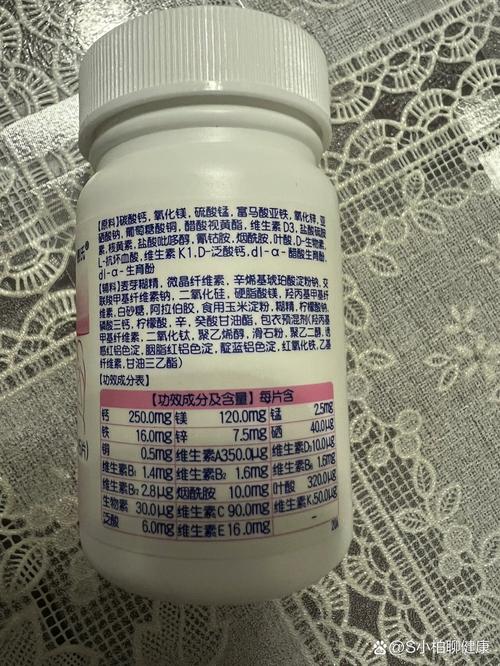 【原料】碳酸钙，氧化镁，硫酸锰，富马酸亚铁，氧化锌，亚
硒酸钠，葡萄糖酸铜，醋酸视黄酯，维生素D3，盐酸硫胺
素，核黄素，盐酸吡哆醇，氰钴胺，烟酰胺，叶酸，D-生物素，
L-抗坏血酸，维生素K1，D-泛酸钙，dl-α-醋酸生育酚，
dl-α-生育酚
【辅料】麦芽糊精，微晶纤维素，辛烯基琥珀酸淀粉钠，交
联羧甲基纤维素钠，二氧化硅，硬脂酸镁，羟丙基甲基纤
维素，白砂糖，阿拉伯胶，食用玉米淀粉，糊精，柠檬酸钠，
磷酸三钙，柠檬酸，辛，癸酸甘油酯，包衣预混剂(羟丙基
甲基纤维素，二氧化钛，聚乙烯醇，滑石粉，聚乙二醇，诱
惑红铝色淀，胭脂红铝色淀，靛蓝铝色淀，红氧化铁，乙基
纤维素，甘油三乙酯)
【功效成分表】
【功效成分及含量】每片含
钙 250.0mg 镁 120.0mg 锰 2.5mg
铁 16.0mg 锌 7.5mg 硒 40.0μg
铜 0.5mg 维生素A350.0μg 维生素D₃10.0μg
维生素B₁ 1.4mg 维生素B₂ 1.6mg 维生素B₆ 1.6mg
维生素B₁₂ 2.8μg 烟酰胺 10.0mg 叶酸 320.0μg
生物素 30.0μg 维生素C 90.0mg 维生素K₁50.0μg
泛酸 6.0mg 维生素E 16.0mg –
@S小柏聊健康